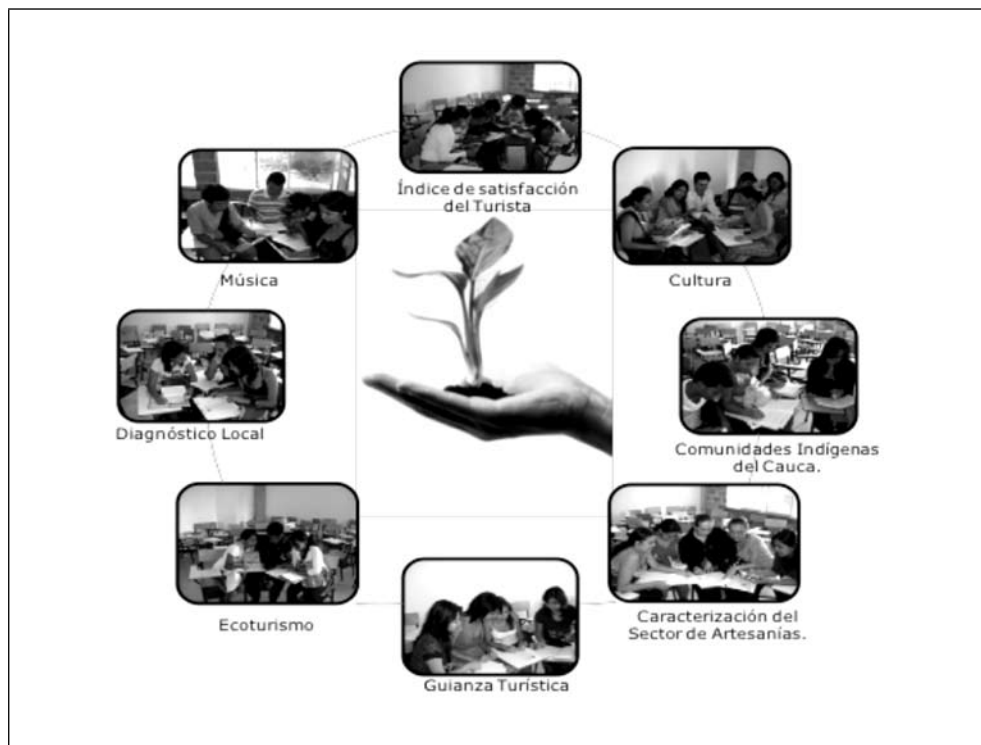 Índice de satisfacción
del Turista
Música
Cultura
Diagnóstico Local
Comunidades Indígenas
del Cauca.
Ecoturismo
Caracterización del
Sector de Artesanías.
Guianza Turística